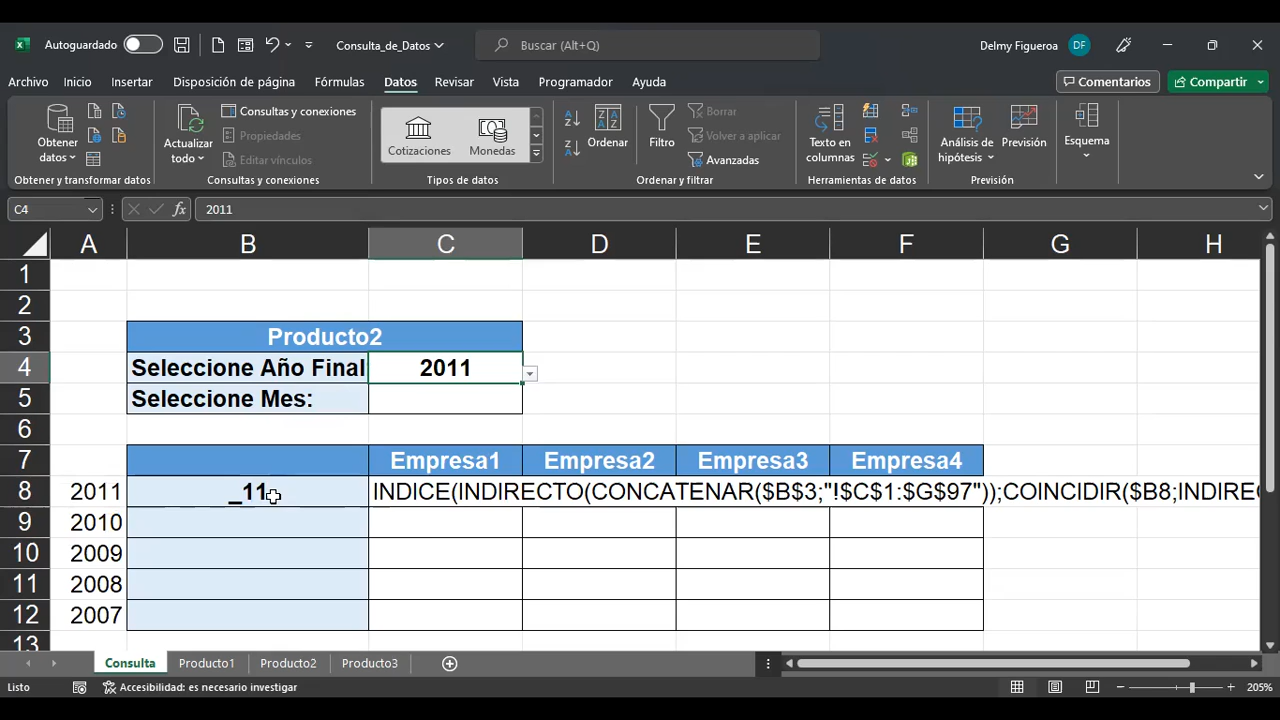 Autoguardado Consulta_de_Datos Buscar (Alt+Q) Delmy Figueroa DF
Archivo Inicio Insertar Disposición de página Fórmulas Datos Revisar Vista Programador Ayuda Comentarios Compartir
Obtener datos
Actualizar todo
Consultas y conexiones
Propiedades
Editar vínculos
Cotizaciones Monedas
Ordenar
Filtro
Borrar
Volver a aplicar
Avanzadas
Texto en columnas
Análisis de hipótesis
Previsión
Esquema
Obtener y transformar datos Consultas y conexiones Tipos de datos Ordenar y filtrar Herramientas de datos Previsión
C4 fx 2011
A B C D E F G H
1
2
3 Producto2
4 Seleccione Año Final 2011
5 Seleccione Mes:
6
7 Empresa1 Empresa2 Empresa3 Empresa4
8 2011 _11 INDICE(INDIRECTO(CONCATENAR($B$3;"!$C$1:$G$97"));COINCIDIR($B8;INDIREC
9 2010
10 2009
11 2008
12 2007
13
Consulta Producto1 Producto2 Producto3
Listo Accesibilidad: es necesario investigar 205%